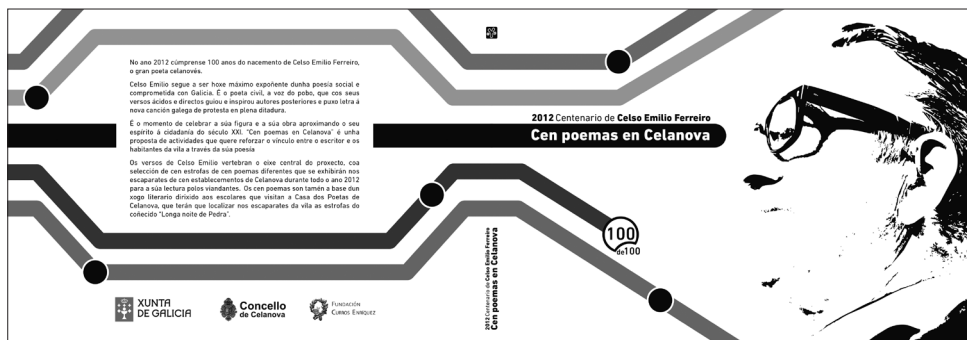 No ano 2012 cúmprense 100 anos do nacemento de Celso Emilio Ferreiro,
o gran poeta celanovés.
Celso Emilio segue a ser hoxe máximo expoñente dunha poesía social e
comprometida con Galicia. É o poeta civil, a voz do pobo, que cos seus
versos ácidos e directos guiou e inspirou autores posteriores e puxo letra á
nova canción galega de protesta en plena ditadura.
É o momento de celebrar a súa figura e a súa obra aproximando o seu
espírito á cidadanía do século XXI. "Cen poemas en Celanova" é unha
proposta de actividades que quere reforzar o vínculo entre o escritor e os
habitantes da vila a través da súa poesía
Os versos de Celso Emilio vertebran o eixe central do proxecto, coa
selección de cen estrofas de cen poemas diferentes que se exhibirán nos
escaparates de cen establecementos de Celanova durante todo o ano 2012
para a súa lectura polos viandantes. Os cen poemas son tamén a base dun
xogo literario dirixido aos escolares que visitan a Casa dos Poetas de
Celanova, que terán que localizar nos escaparates da vila as estrofas do
coñecido "Longa noite de Pedra".
XUNTA
DE GALICIA
Concello
de Celanova
FUNDACIÓN
CURROS ENRÍQUEZ
2012 Centenario de Celso Emilio Ferreiro
Cen poemas en Celanova
2012 Centenario de Celso Emilio Ferreiro
Cen poemas en Celanova
100
de100